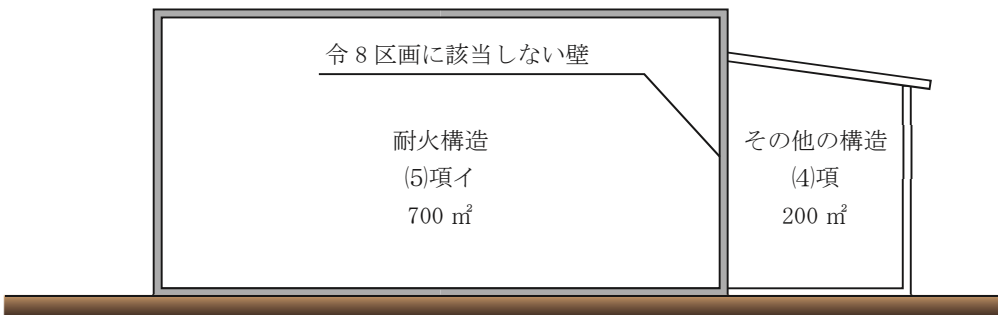 令8区画に該当しない壁
耐火構造
⑸項イ
700 ㎡
その他の構造
⑷項
200 ㎡